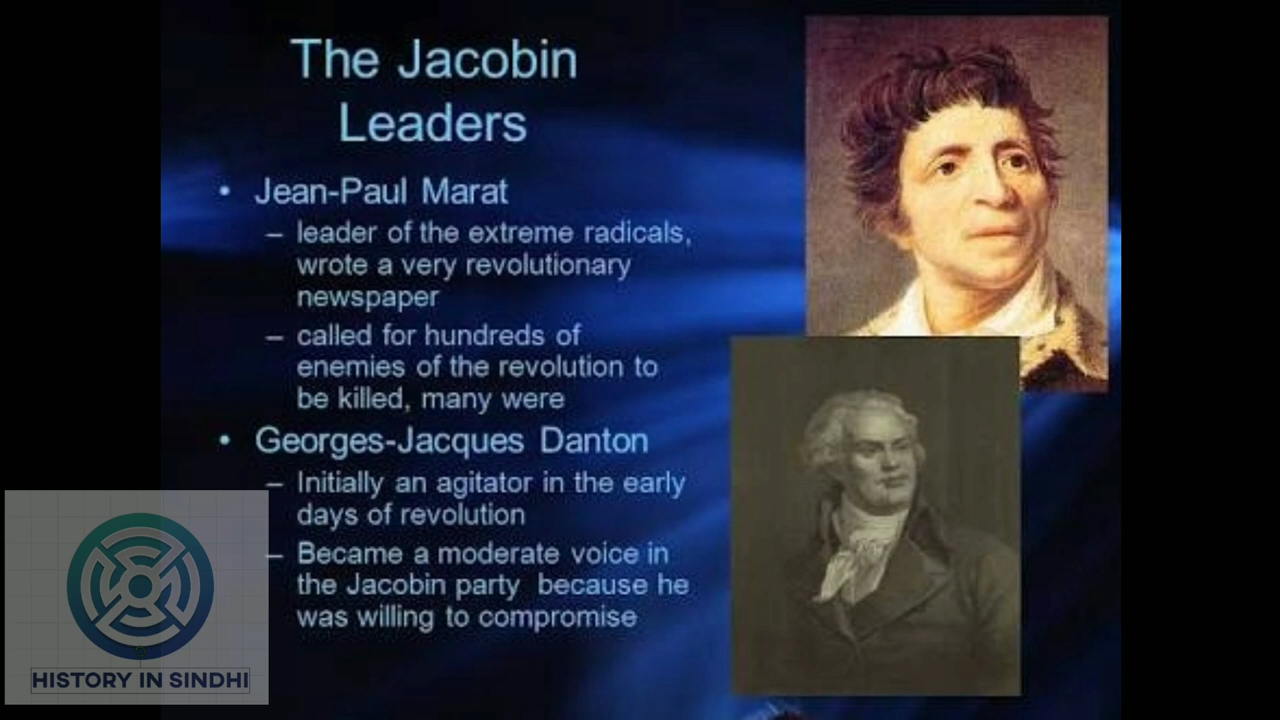 The Jacobin
Leaders
• Jean-Paul Marat
– leader of the extreme radicals,
wrote a very revolutionary
newspaper
– called for hundreds of
enemies of the revolution to
be killed, many were
• Georges-Jacques Danton
– Initially an agitator in the early
days of revolution
– Became a moderate voice in
the Jacobin party because he
was willing to compromise
HISTORY IN SINDHI